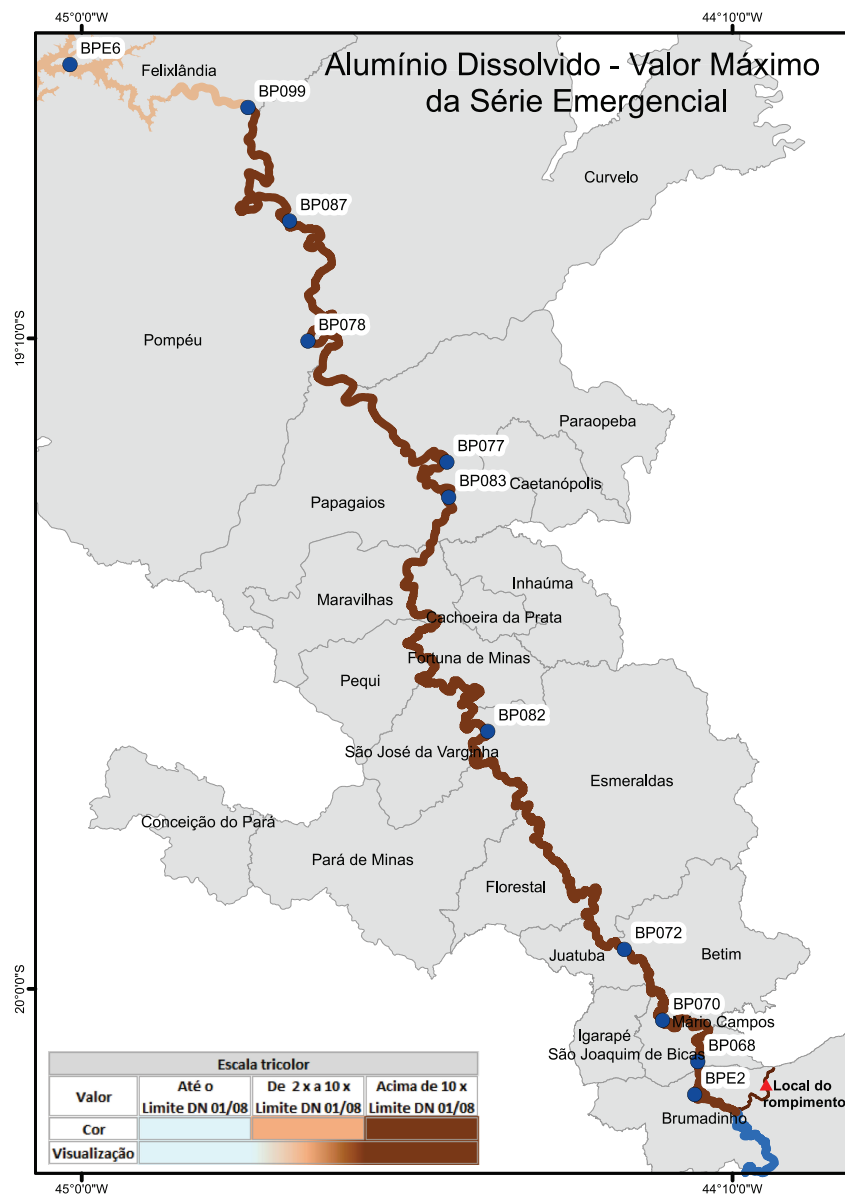 45°0'0"W
44°10'0"W
BPE6
Felixlândia
Alumínio Dissolvido - Valor Máximo
da Série Emergencial
BP099
Curvelo
BP087
19°10'0"S
Pompéu
BP078
Paraopeba
BP077
BP083
Caetanópolis
Papagaios
Inhaúma
Maravilhas
Cachoeira da Prata
Fortuna de Minas
Pequi
BP082
São José da Varginha
Esmeraldas
Conceição do Pará
Pará de Minas
Florestal
BP072
Juatuba
Betim
20°0'0"S
BP070
Mário Campos
Igarapé
BP068
São Joaquim de Bicas
BPE2
Local do
rompimento
Brumadinho
Escala tricolor
Valor
Até o
Limite DN 01/08
De 2 x a 10 x
Limite DN 01/08
Acima de 10 x
Limite DN 01/08
Cor
Visualização
45°0'0"W
44°10'0"W